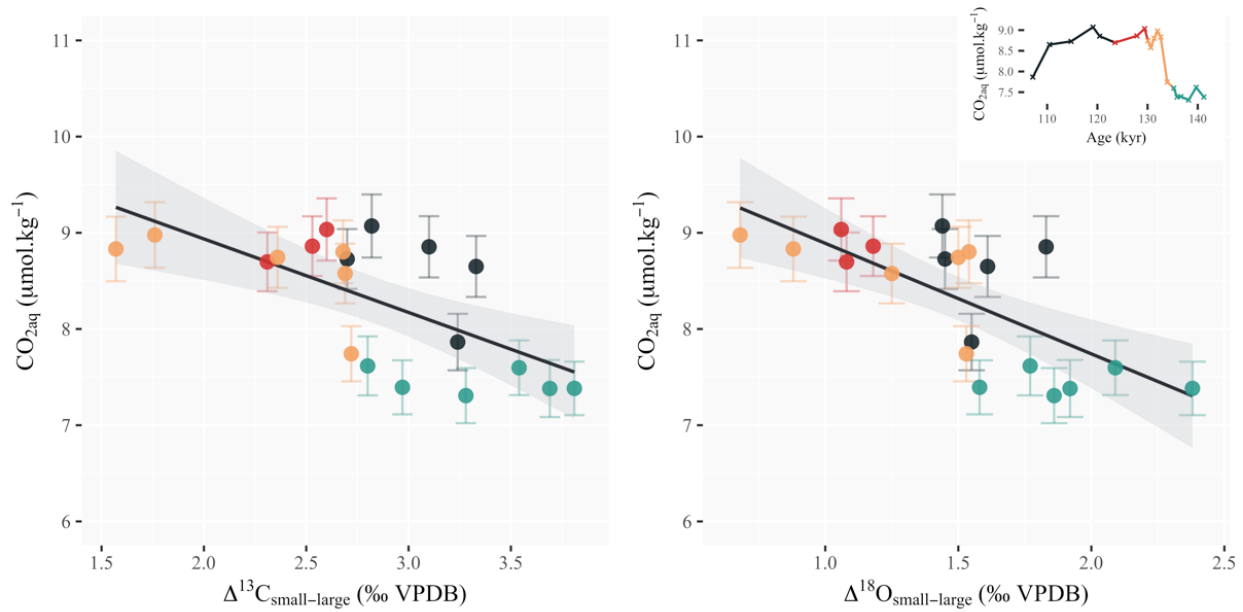 11
10
9
8
7
6
CO2aq (µmol.kg−1)
1.5 2.0 2.5 3.0 3.5
Δ13Csmall−large (‰ VPDB)
11
10
9
8
7
6
CO2aq (µmol.kg−1)
1.0 1.5 2.0 2.5
Δ18Osmall−large (‰ VPDB)
9.0
8.5
8.0
7.5
CO2aq (µmol.kg−1)
110 120 130 140
Age (kyr)